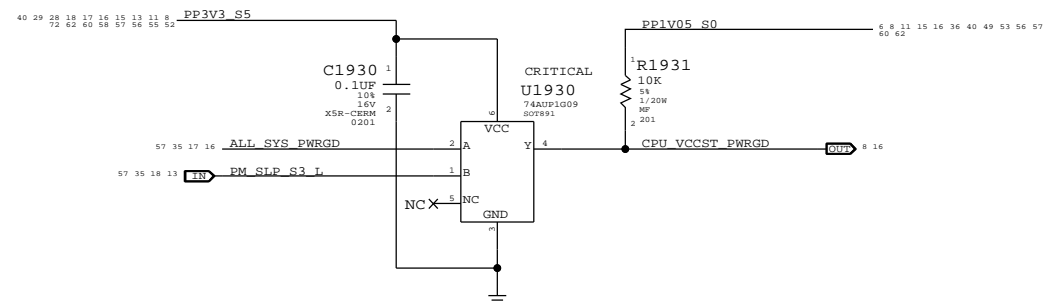 40 29 28 18 17 16 15 13 11 8 PP3V3_S5
72 62 60 58 57 56 55 52
PP1V05_S0 6 8 11 15 16 36 40 49 53 56 57
60 62
C1930 1
0.1UF
10%
16V
X5R-CERM 2
0201
CRITICAL
U1930
74AUP1G09
SOT891
1 R1931
10K
5%
1/20W
MF
2 201
6
VCC
57 35 17 16 ALL_SYS_PWRGD 2 A
Y 4 CPU_VCCST_PWRGD OUT 8 16
57 35 18 13 IN PM_SLP_S3_L 1 B
NC 5 NC
GND
3